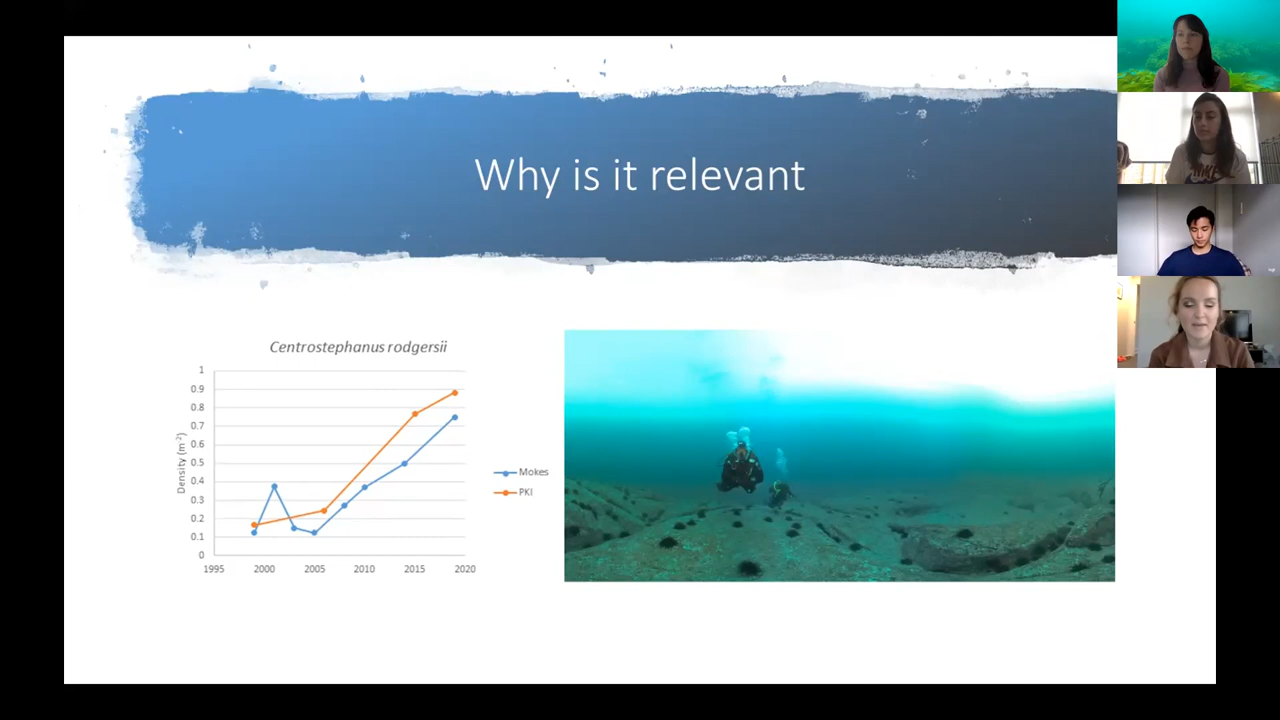 Why is it relevant
Centrostephanus rodgersii
Density (m²)
1
0.9
0.8
0.7
0.6
0.5
0.4
0.3
0.2
0.1
0
1995 2000 2005 2010 2015 2020
Mokes
PKI